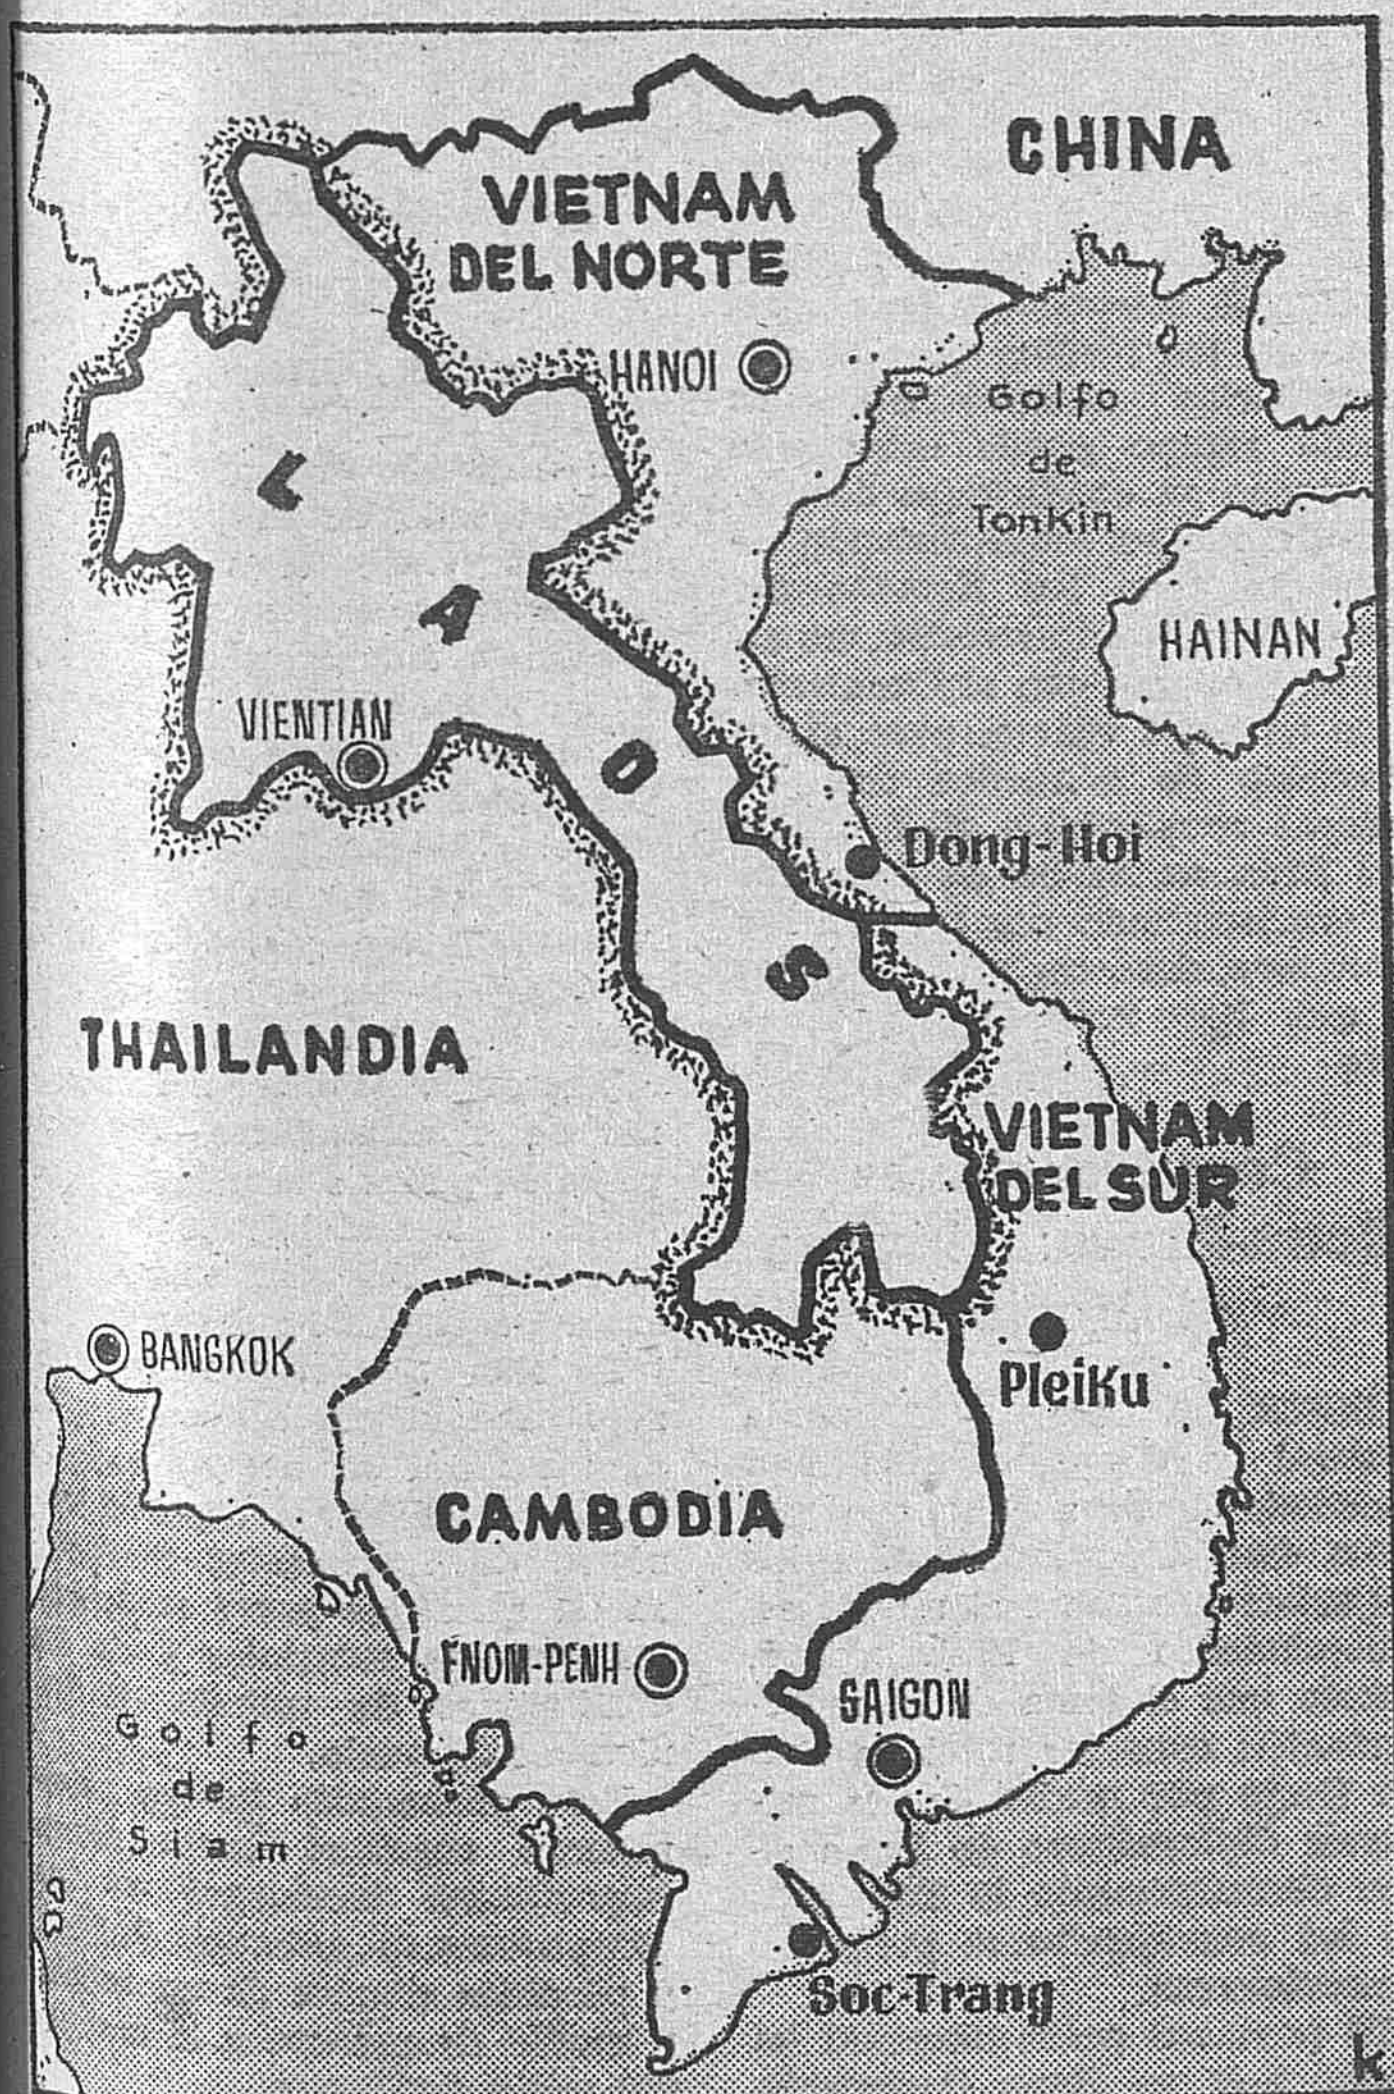 CHINA
VIETNAM
DEL NORTE
HANOI
Golfo
de
TonKin
HAINAN
LAOS
VIENTIAN
Dong-Hoi
THAILANDIA
VIETNAM
DEL SUR
BANGKOK
PleiKu
CAMBODIA
FNOM-PENH
SAIGON
Golfo
de
Siam
Soc-Trang
k